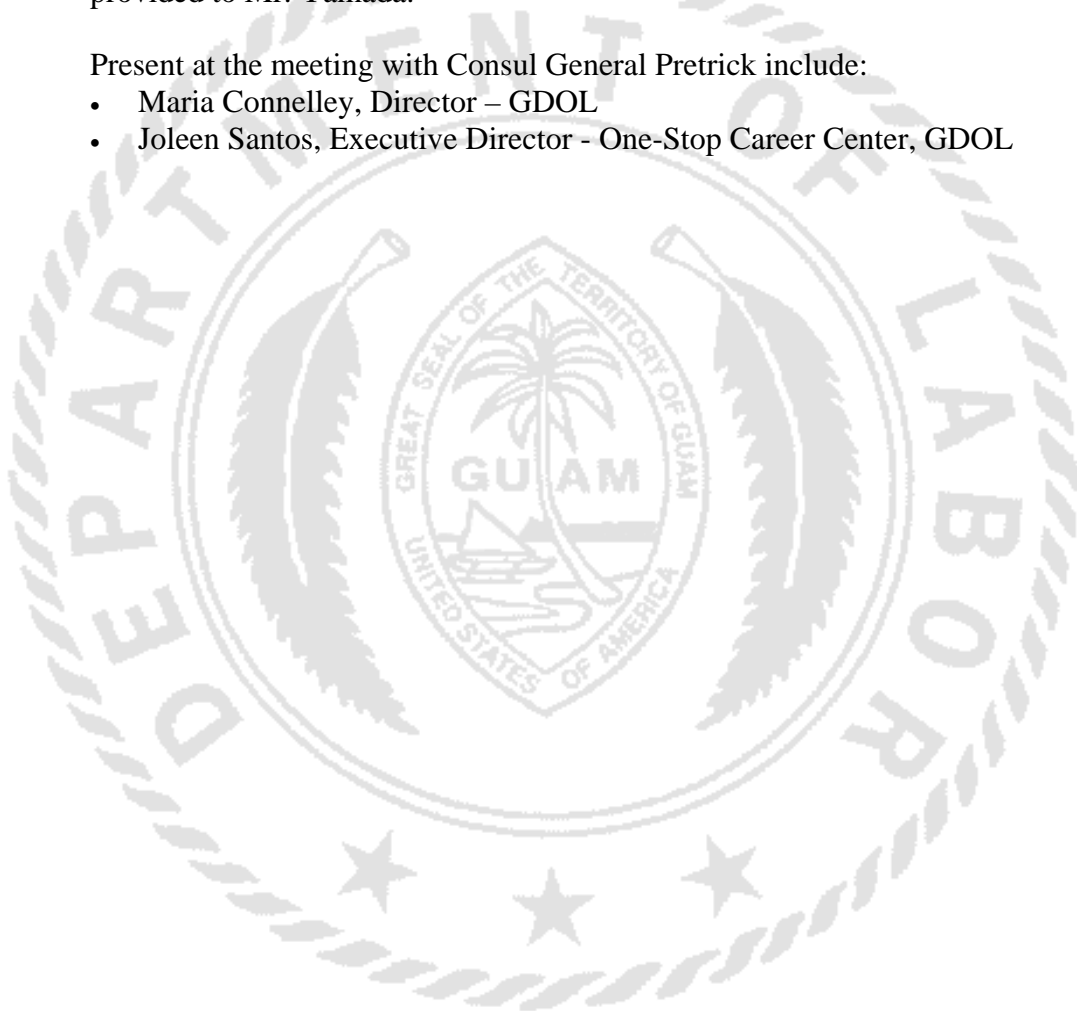 provided to Mr. Yamada.
Present at the meeting with Consul General Pretrick include:
• Maria Connelley, Director – GDOL
• Joleen Santos, Executive Director - One-Stop Career Center, GDOL
DEPARTMENT OF LABOR
GREAT SEAL OF THE TERRITORY OF GUAM
GUAM
UNITED STATES OF AMERICA